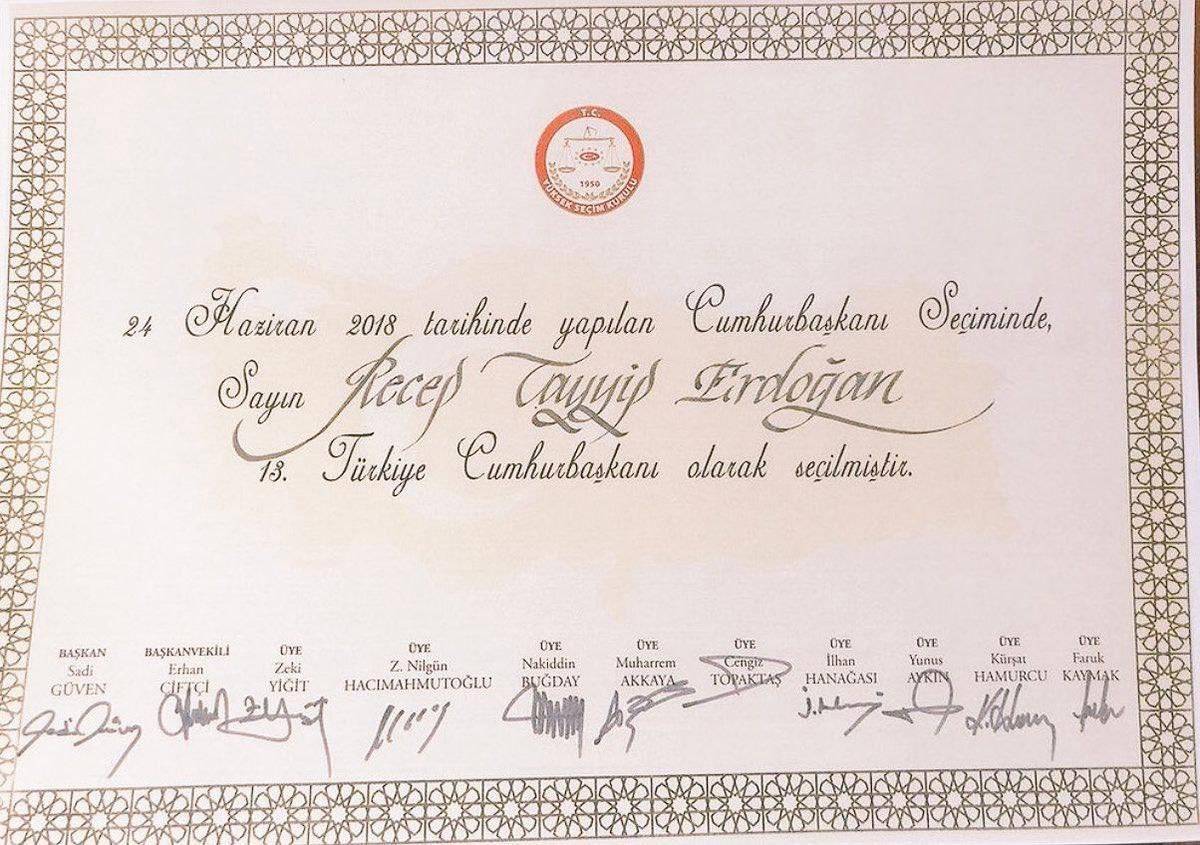 T.C.
1950
YÜKSEK SEÇİM KURULU
24 Haziran 2018 tarihinde yapılan Cumhurbaşkanı Seçiminde,
Sayın Recep Tayyip Erdoğan
13. Türkiye Cumhurbaşkanı olarak seçilmiştir.
BAŞKAN BAŞKANVEKİLİ ÜYE ÜYE ÜYE ÜYE ÜYE ÜYE ÜYE ÜYE ÜYE
Sadi Erhan Zeki Z. Nilgün Nakiddin Muharrem Cengiz İlhan Yunus Kürşat Faruk
GÜVEN ÇİFTÇİ YİĞİT HACIMAHMUTOĞLU BUĞDAY AKKAYA TOPAKTAŞ HANAĞASI AYKIN HAMURCU KAYMAK